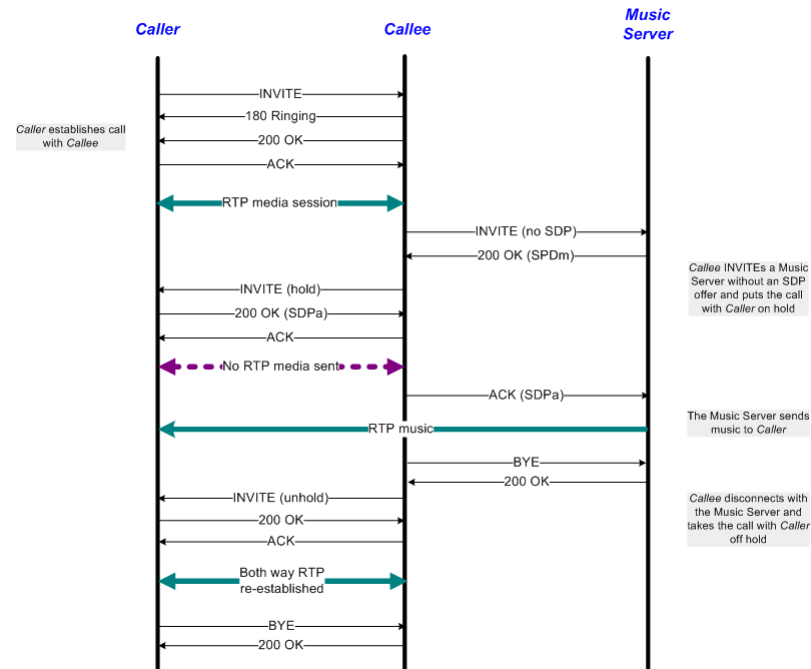 Caller
Callee
Music
Server
INVITE
180 Ringing
Caller establishes call
with Callee
200 OK
ACK
RTP media session
INVITE (no SDP)
200 OK (SPDm)
Callee INVITEs a Music
Server without an SDP
offer and puts the call
with Caller on hold
INVITE (hold)
200 OK (SDPa)
ACK
No RTP media sent
ACK (SDPa)
The Music Server sends
music to Caller
RTP music
BYE
200 OK
INVITE (unhold)
Callee disconnects with
the Music Server and
takes the call with Caller
off hold
200 OK
ACK
Both way RTP
re-established
BYE
200 OK